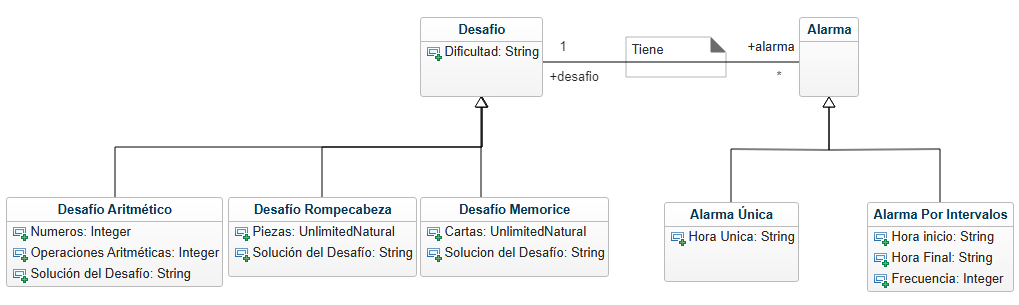 Desafio
Dificultad: String
1
+desafio
Tiene
+alarma
*
Alarma
Desafío Aritmético
Numeros: Integer
Operaciones Aritméticas: Integer
Solución del Desafío: String
Desafío Rompecabeza
Piezas: UnlimitedNatural
Solución del Desafío: String
Desafío Memorice
Cartas: UnlimitedNatural
Solucion del Desafío: String
Alarma Única
Hora Unica: String
Alarma Por Intervalos
Hora inicio: String
Hora Final: String
Frecuencia: Integer